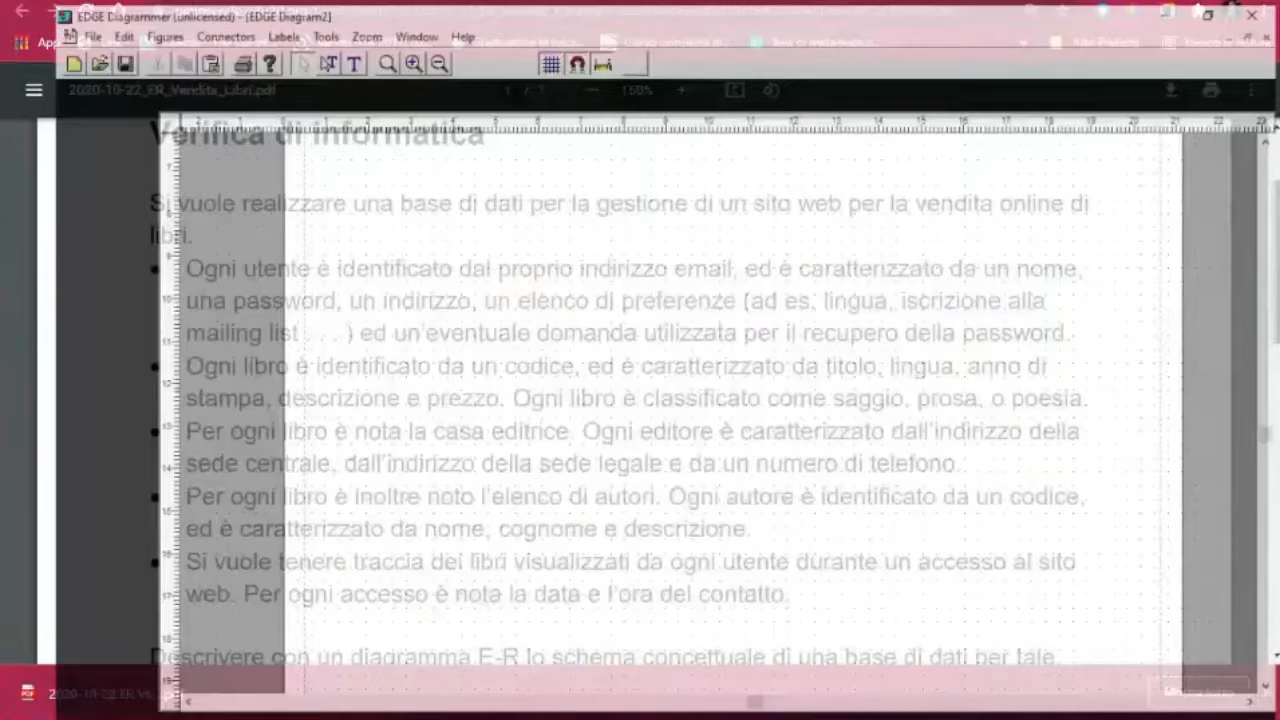 EDGE Diagrammer (unlicensed) - [EDGE Diagram2]
File Edit Figures Connectors Labels Tools Zoom Window Help
2020-10-22_ER_Vendita_Libri.pdf
1 / 1 150%
Verifica di informatica
Si vuole realizzare una base di dati per la gestione di un sito web per la vendita online di
libri.
Ogni utente è identificato dal proprio indirizzo email, ed è caratterizzato da un nome,
una password, un indirizzo, un elenco di preferenze (ad es. lingua, iscrizione alla
mailing list . . . ) ed un'eventuale domanda utilizzata per il recupero della password.
Ogni libro è identificato da un codice, ed é caratterizzato da titolo, lingua, anno di
stampa, descrizione e prezzo. Ogni libro è classificato come saggio, prosa, o poesia.
Per ogni libro è nota la casa editrice. Ogni editore è caratterizzato dall'indirizzo della
sede centrale, dall'indirizzo della sede legale e da un numero di telefono.
Per ogni libro è inoltre noto l'elenco di autori. Ogni autore è identificato da un codice,
ed è caratterizzato da nome, cognome e descrizione.
Si vuole tenere traccia dei libri visualizzati da ogni utente durante un accesso al sito
web. Per ogni accesso è nota la data e l'ora del contatto.
Descrivere con un diagramma E-R lo schema concettuale di una base di dati per tale